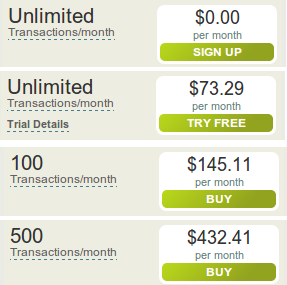 Unlimited
Transactions/month
$0.00
per month
SIGN UP
Unlimited
Transactions/month
Trial Details
$73.29
per month
TRY FREE
100
Transactions/month
$145.11
per month
BUY
500
Transactions/month
$432.41
per month
BUY